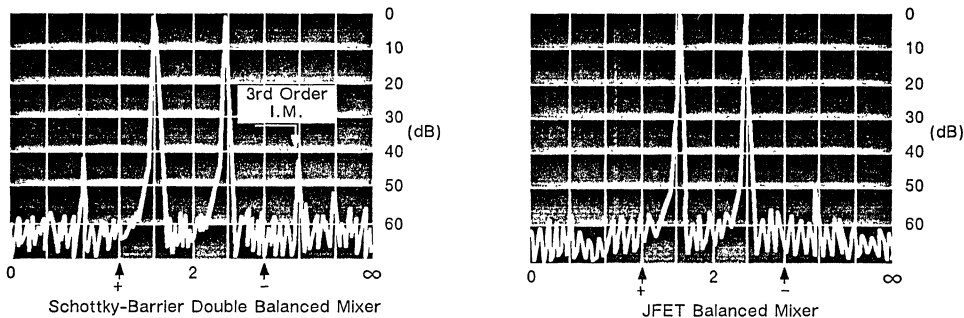 0
10
20
3rd Order
I.M.
30
(dB)
40
50
60
0 2 ∞
+ −
Schottky-Barrier Double Balanced Mixer
0
10
20
30
(dB)
40
50
60
0 2 ∞
+ −
JFET Balanced Mixer